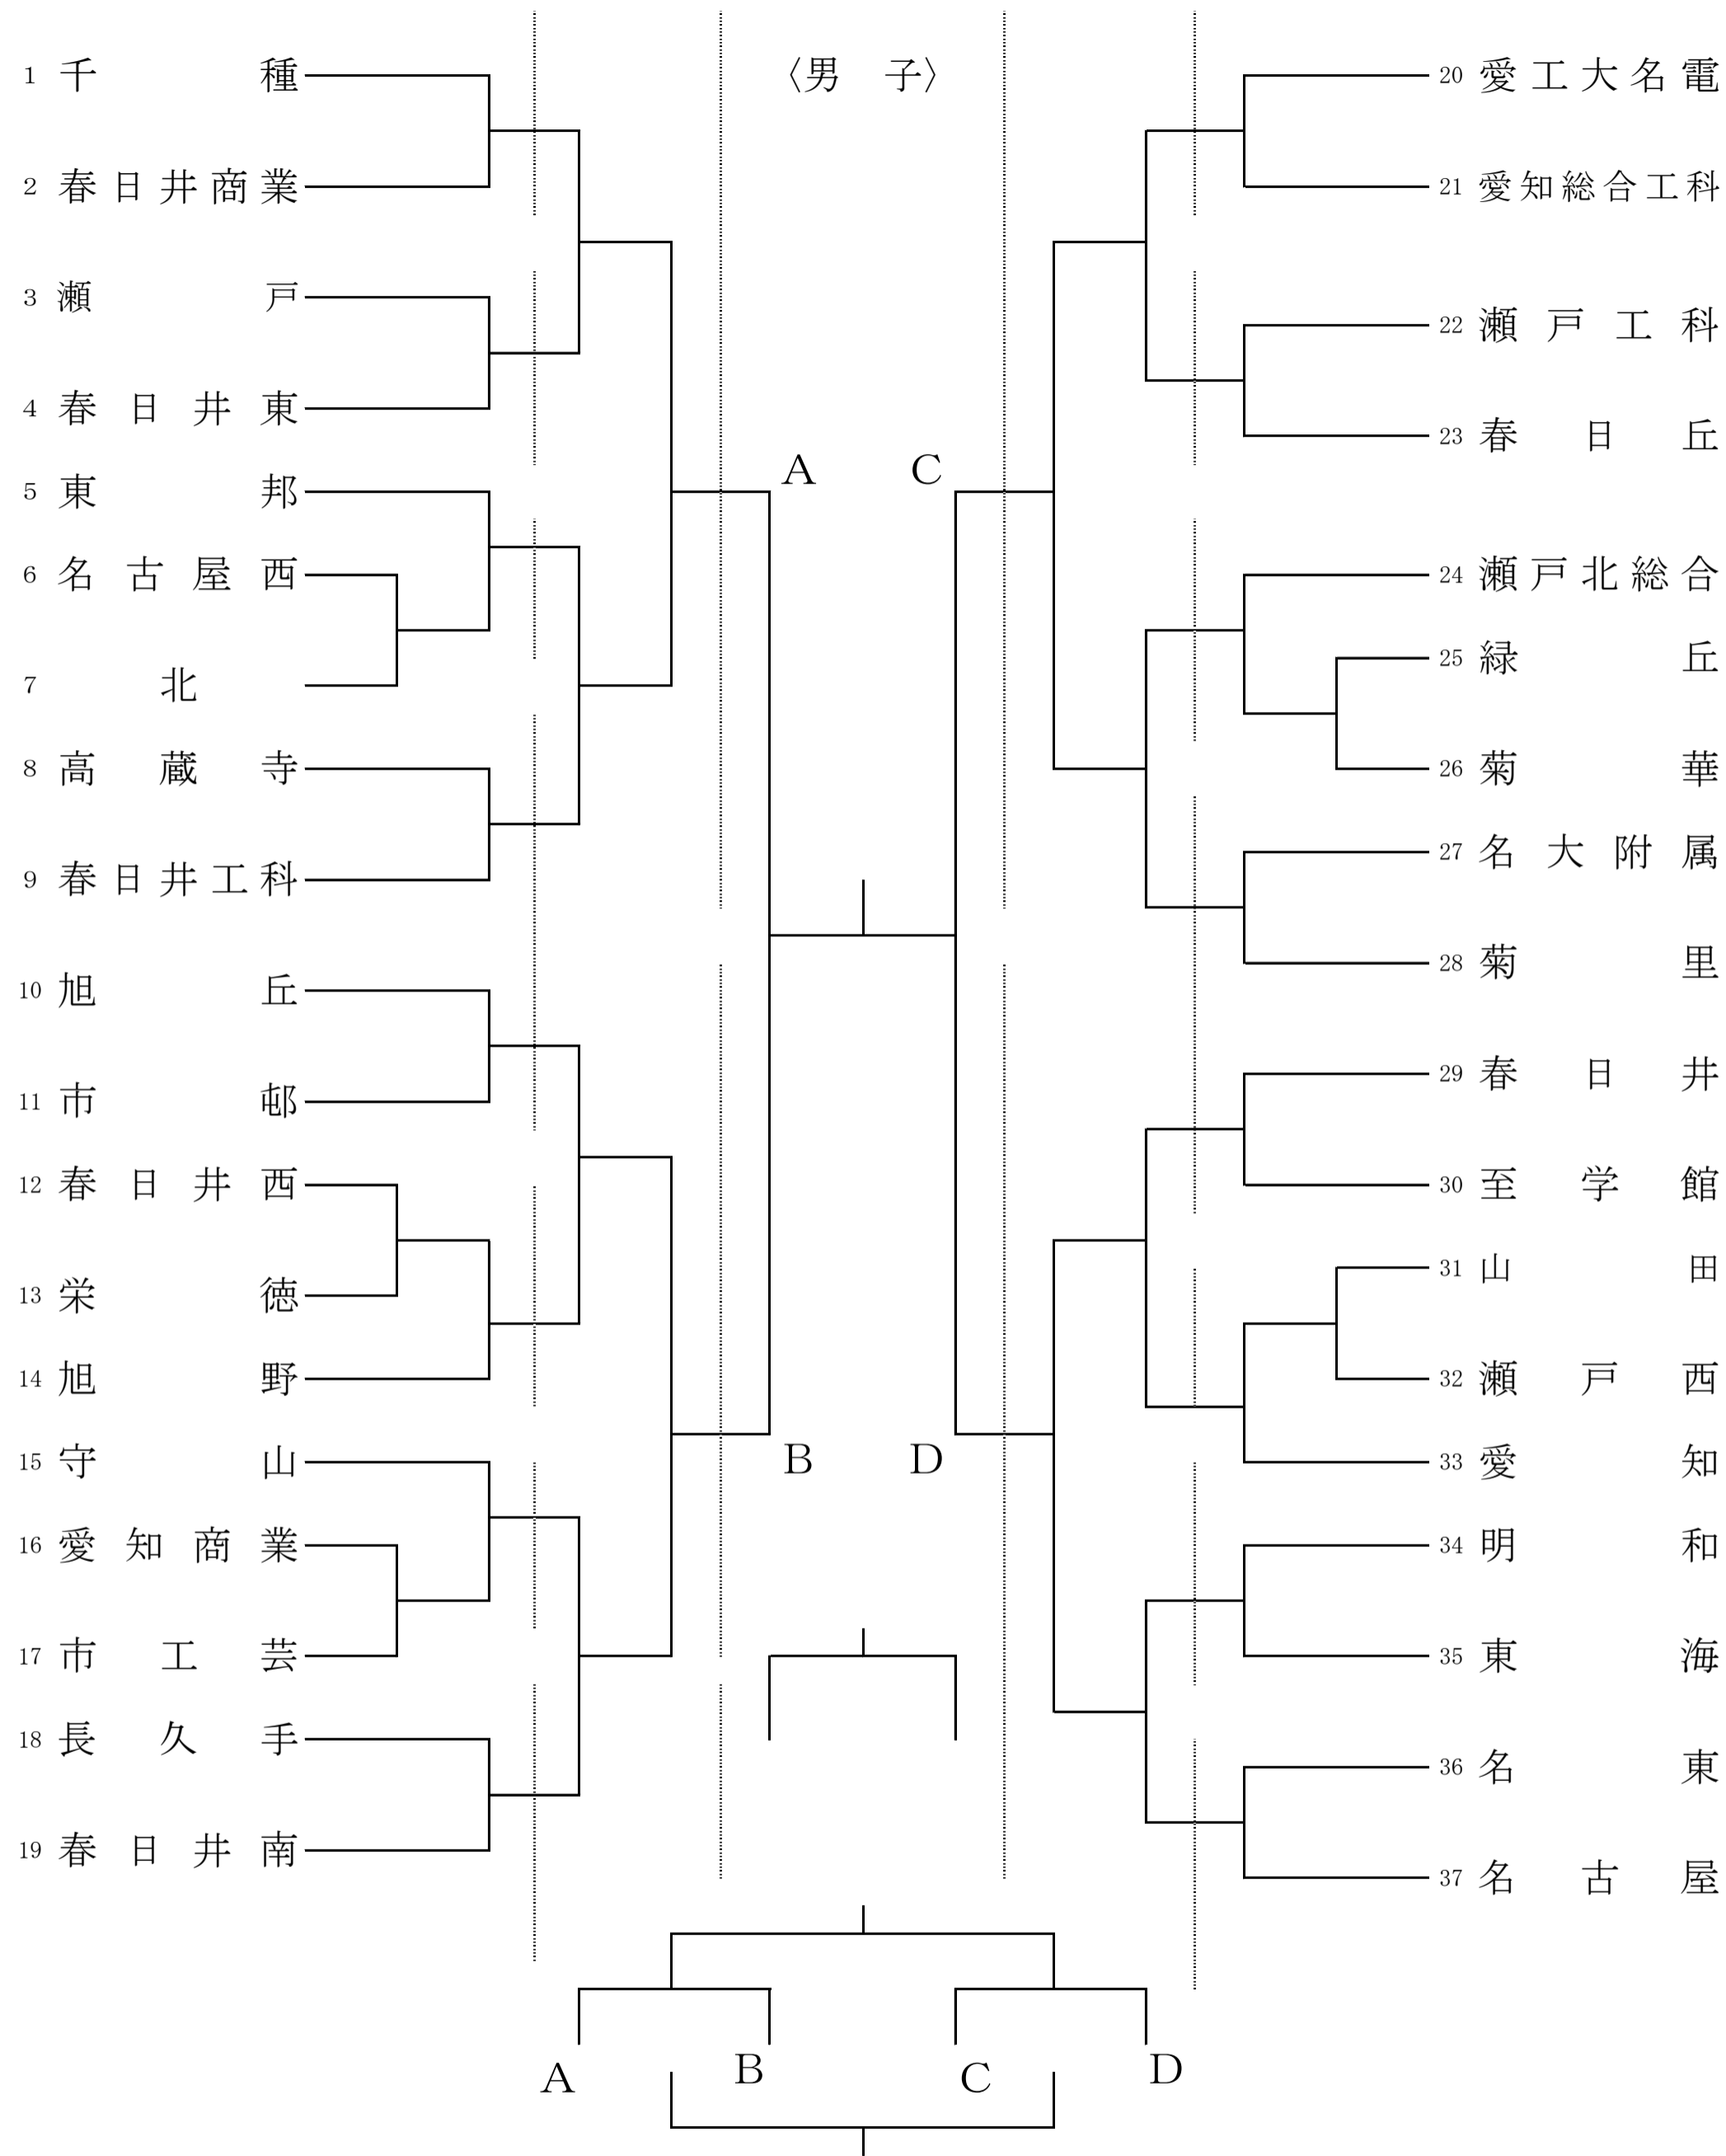 〈男 子〉
1 千種
2 春日井商業
3 瀬戸
4 春日井東
5 東邦
6 名古屋西
7 北
8 高蔵寺
9 春日井工科
10 旭丘
11 市邨
12 春日井西
13 栄徳
14 旭野
15 守山
16 愛知商業
17 市工芸
18 長久手
19 春日井南
A
B
C
D
20 愛工大名電
21 愛知総合工科
22 瀬戸工科
23 春日丘
24 瀬戸北総合
25 緑丘
26 菊華
27 名大附属
28 菊里
29 春日井
30 至学館
31 山田
32 瀬戸西
33 愛知
34 明和
35 東海
36 名東
37 名古屋
A B C D